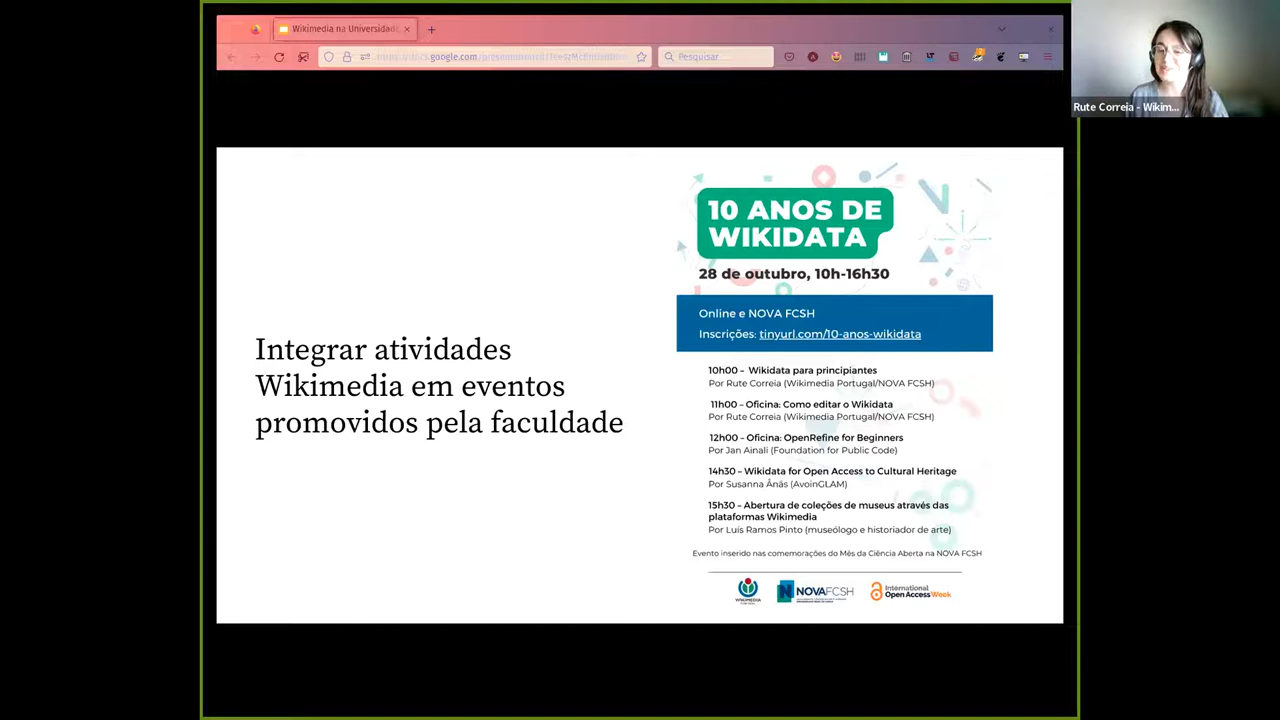 Wikimedia na Universidade
Pesquisar
Rute Correia - Wikim...
Integrar atividades
Wikimedia em eventos
promovidos pela faculdade
10 ANOS DE
WIKIDATA
28 de outubro, 10h-16h30
Online e NOVA FCSH
Inscrições: tinyurl.com/10-anos-wikidata
10h00 – Wikidata para principiantes
Por Rute Correia (Wikimedia Portugal/NOVA FCSH)
11h00 – Oficina: Como editar o Wikidata
Por Rute Correia (Wikimedia Portugal/NOVA FCSH)
12h00 – Oficina: OpenRefine for Beginners
Por Jan Ainali (Foundation for Public Code)
14h30 – Wikidata for Open Access to Cultural Heritage
Por Susanna Ånäs (AvoinGLAM)
15h30 – Abertura de coleções de museus através das
plataformas Wikimedia
Por Luís Ramos Pinto (museólogo e historiador de arte)
Evento inserido nas comemorações do Mês da Ciência Aberta na NOVA FCSH
WIKIMEDIA
PORTUGAL
NOVA FCSH
International
Open Access Week